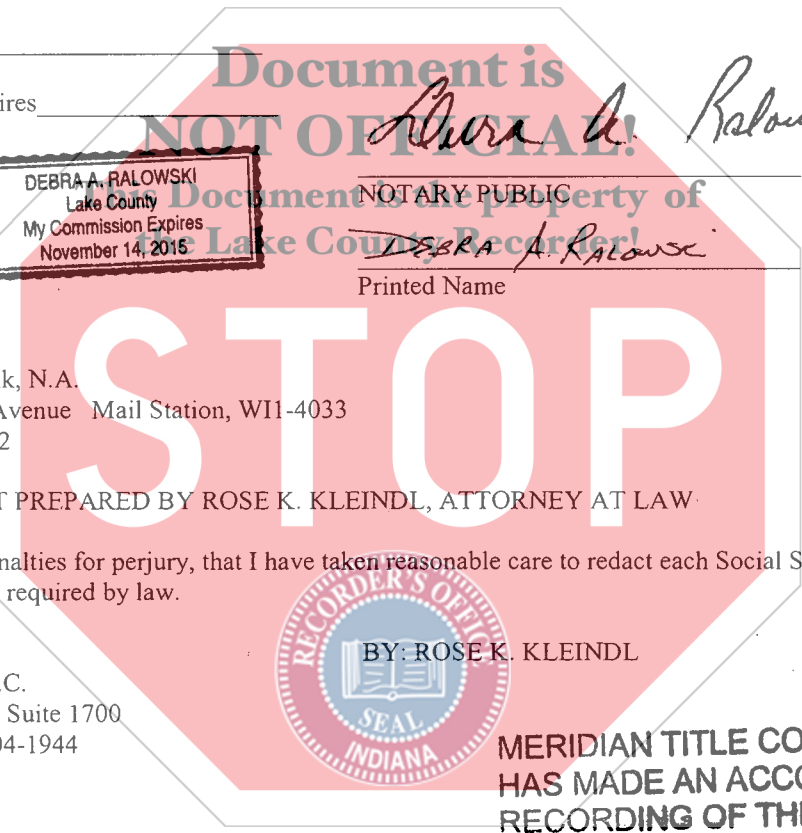 Document is
NOT OFFICIAL!
This Document is the property of
the Lake County Recorder!
ires
DEBRA A. RALOWSKI
Lake County
My Commission Expires
November 14, 2015
NOTARY PUBLIC
DEBRA A. RALOWSKI
Printed Name
STOP
k, N.A.
Avenue Mail Station, WI1-4033
2
T PREPARED BY ROSE K. KLEINDL, ATTORNEY AT LAW
nalties for perjury, that I have taken reasonable care to redact each Social S
required by law.
RECORDER'S OFFICE
SEAL
INDIANA
BY: ROSE K. KLEINDL
.C.
Suite 1700
04-1944
MERIDIAN TITLE CO
HAS MADE AN ACCO
RECORDING OF THE